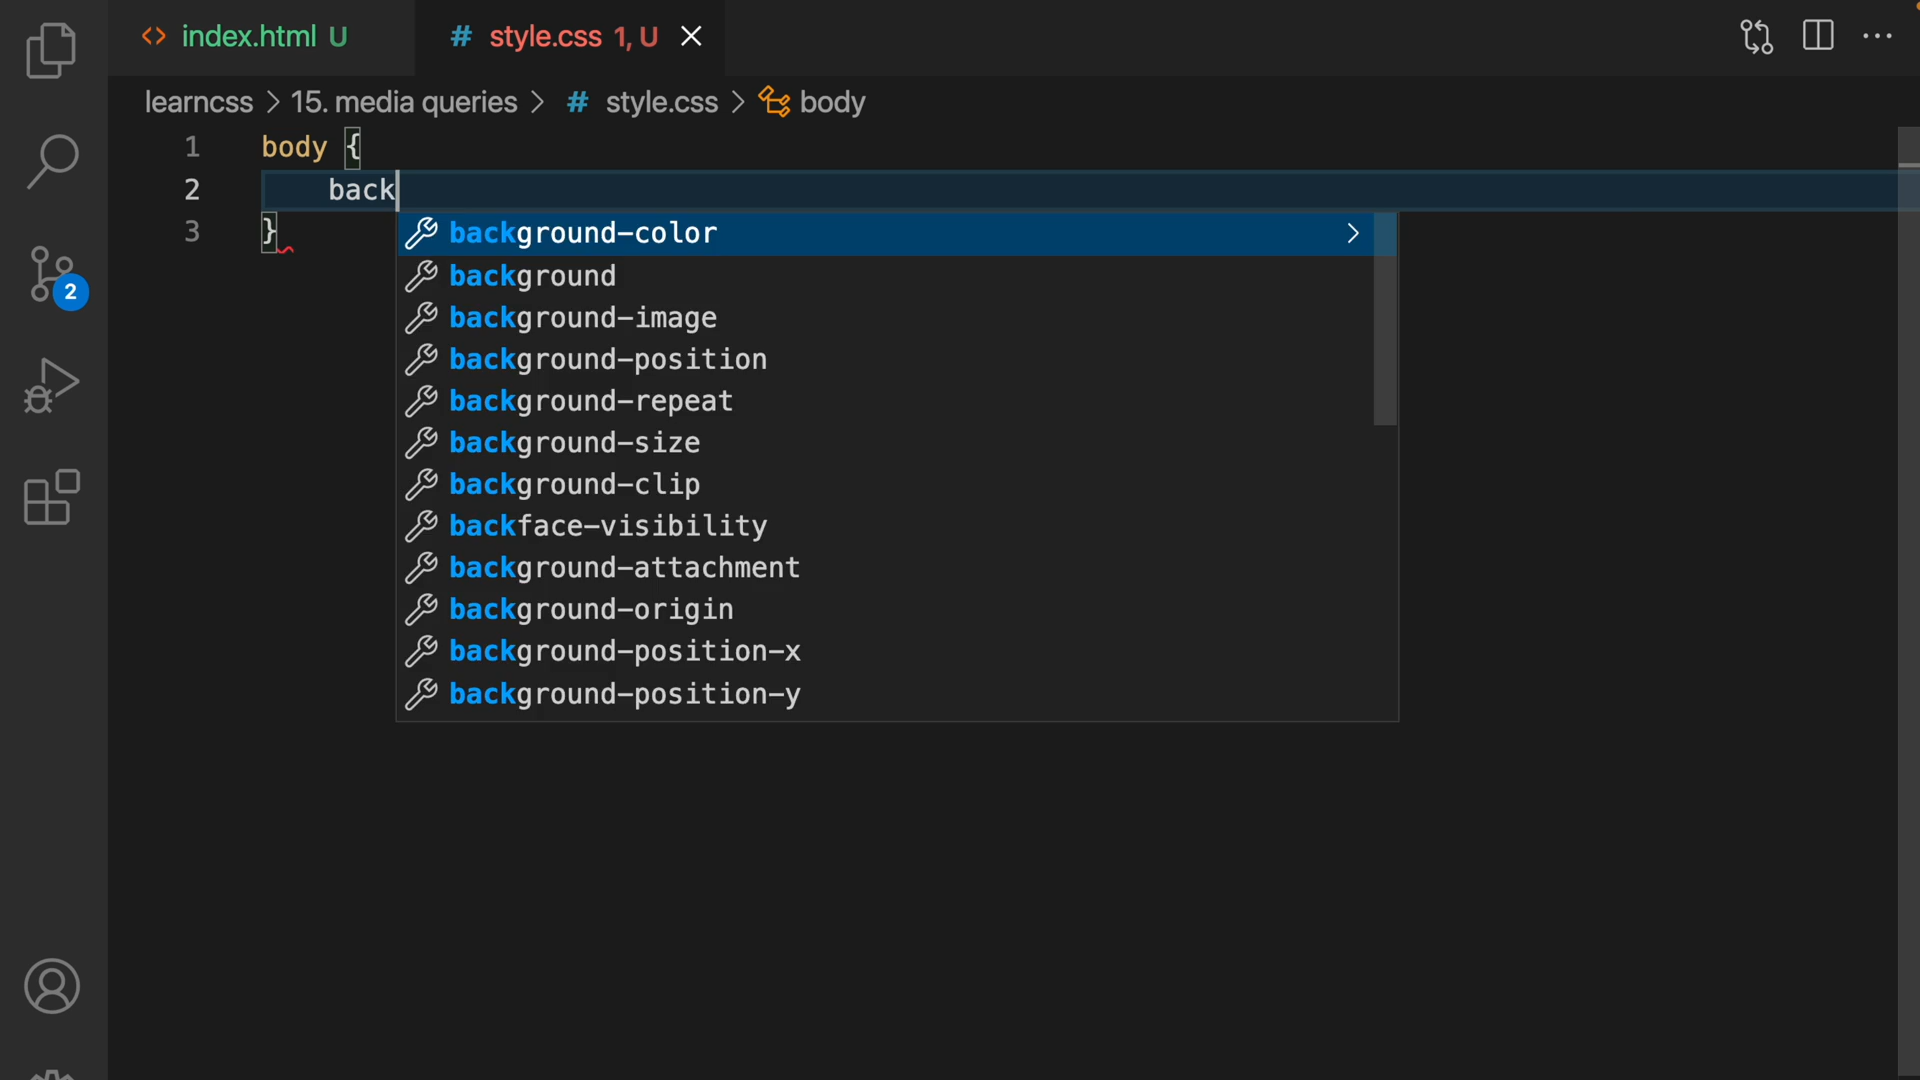 index.html U
# style.css 1, U
learncss > 15. media queries > # style.css > body
1 body {
2 back
3 }
2
background-color
background
background-image
background-position
background-repeat
background-size
background-clip
backface-visibility
background-attachment
background-origin
background-position-x
background-position-y